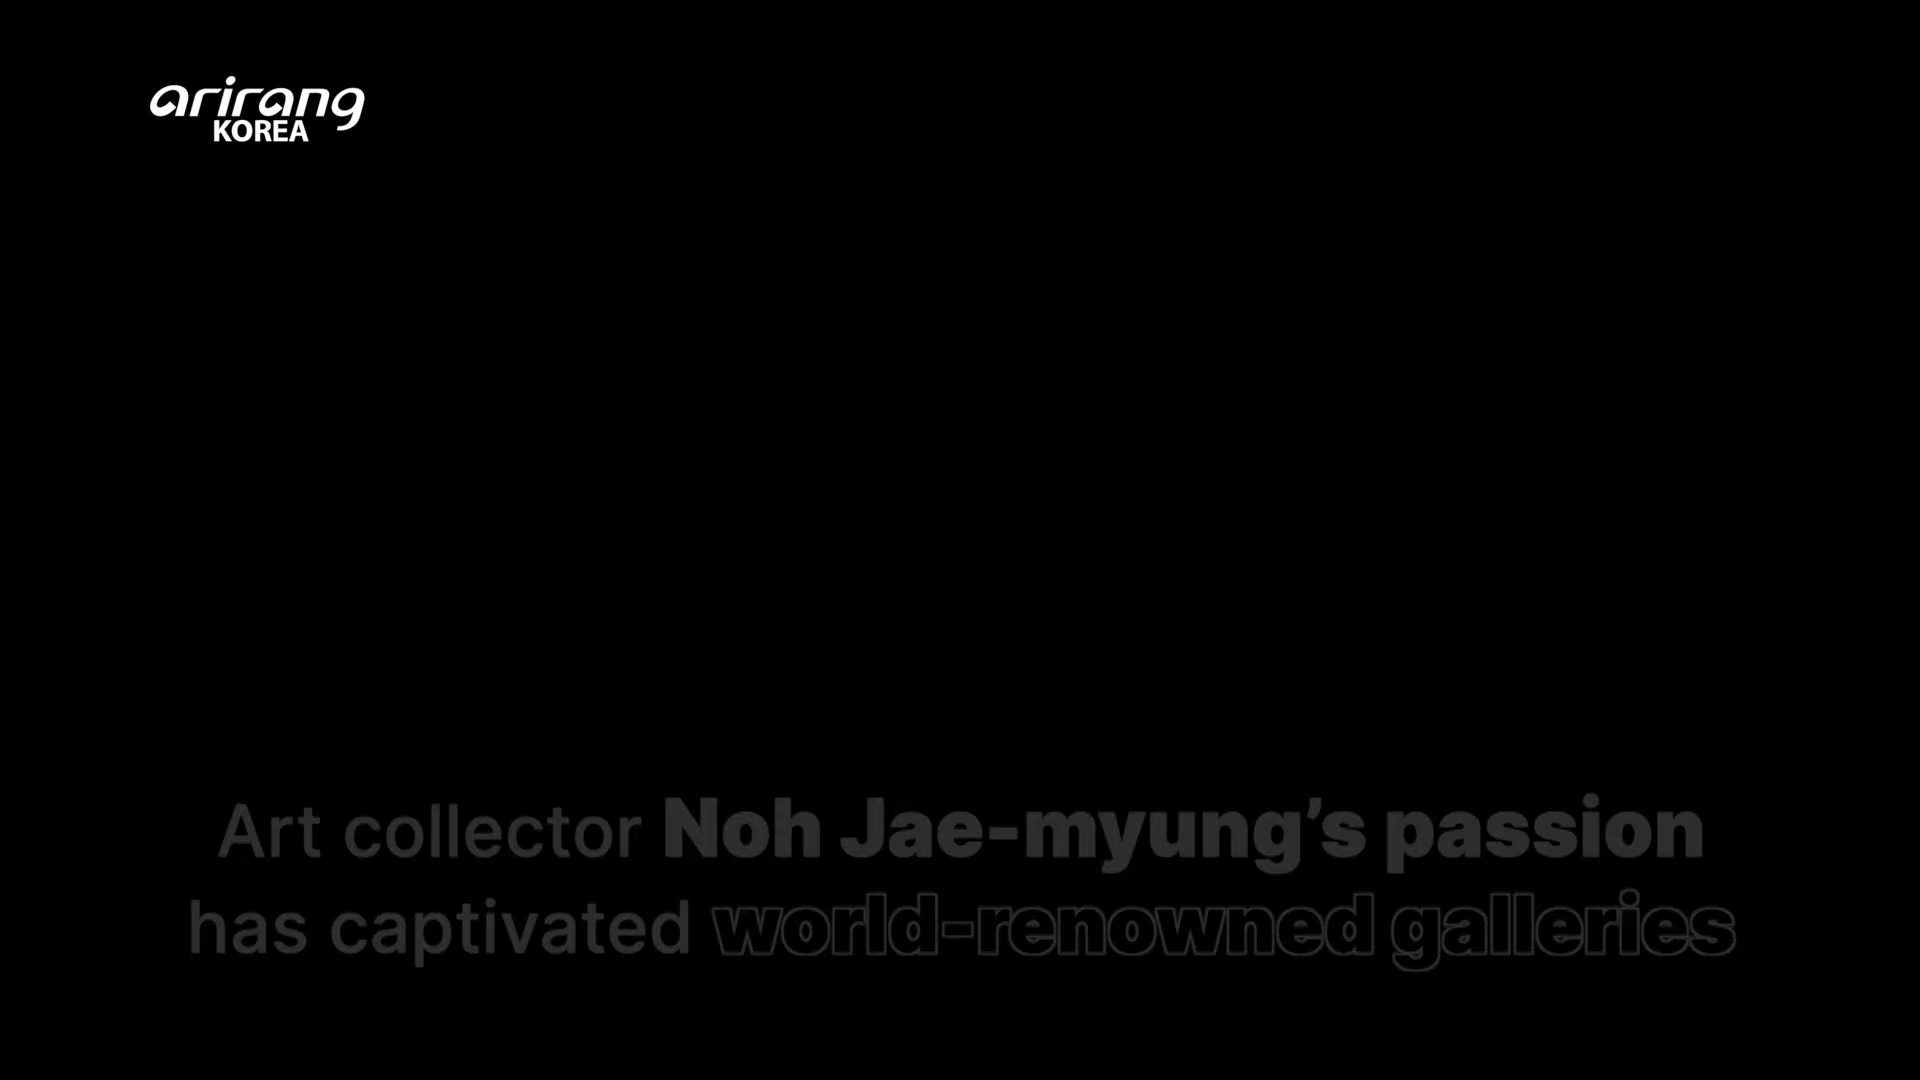 arirang
KOREA
Art collector Noh Jae-myung’s passion
has captivated world-renowned galleries